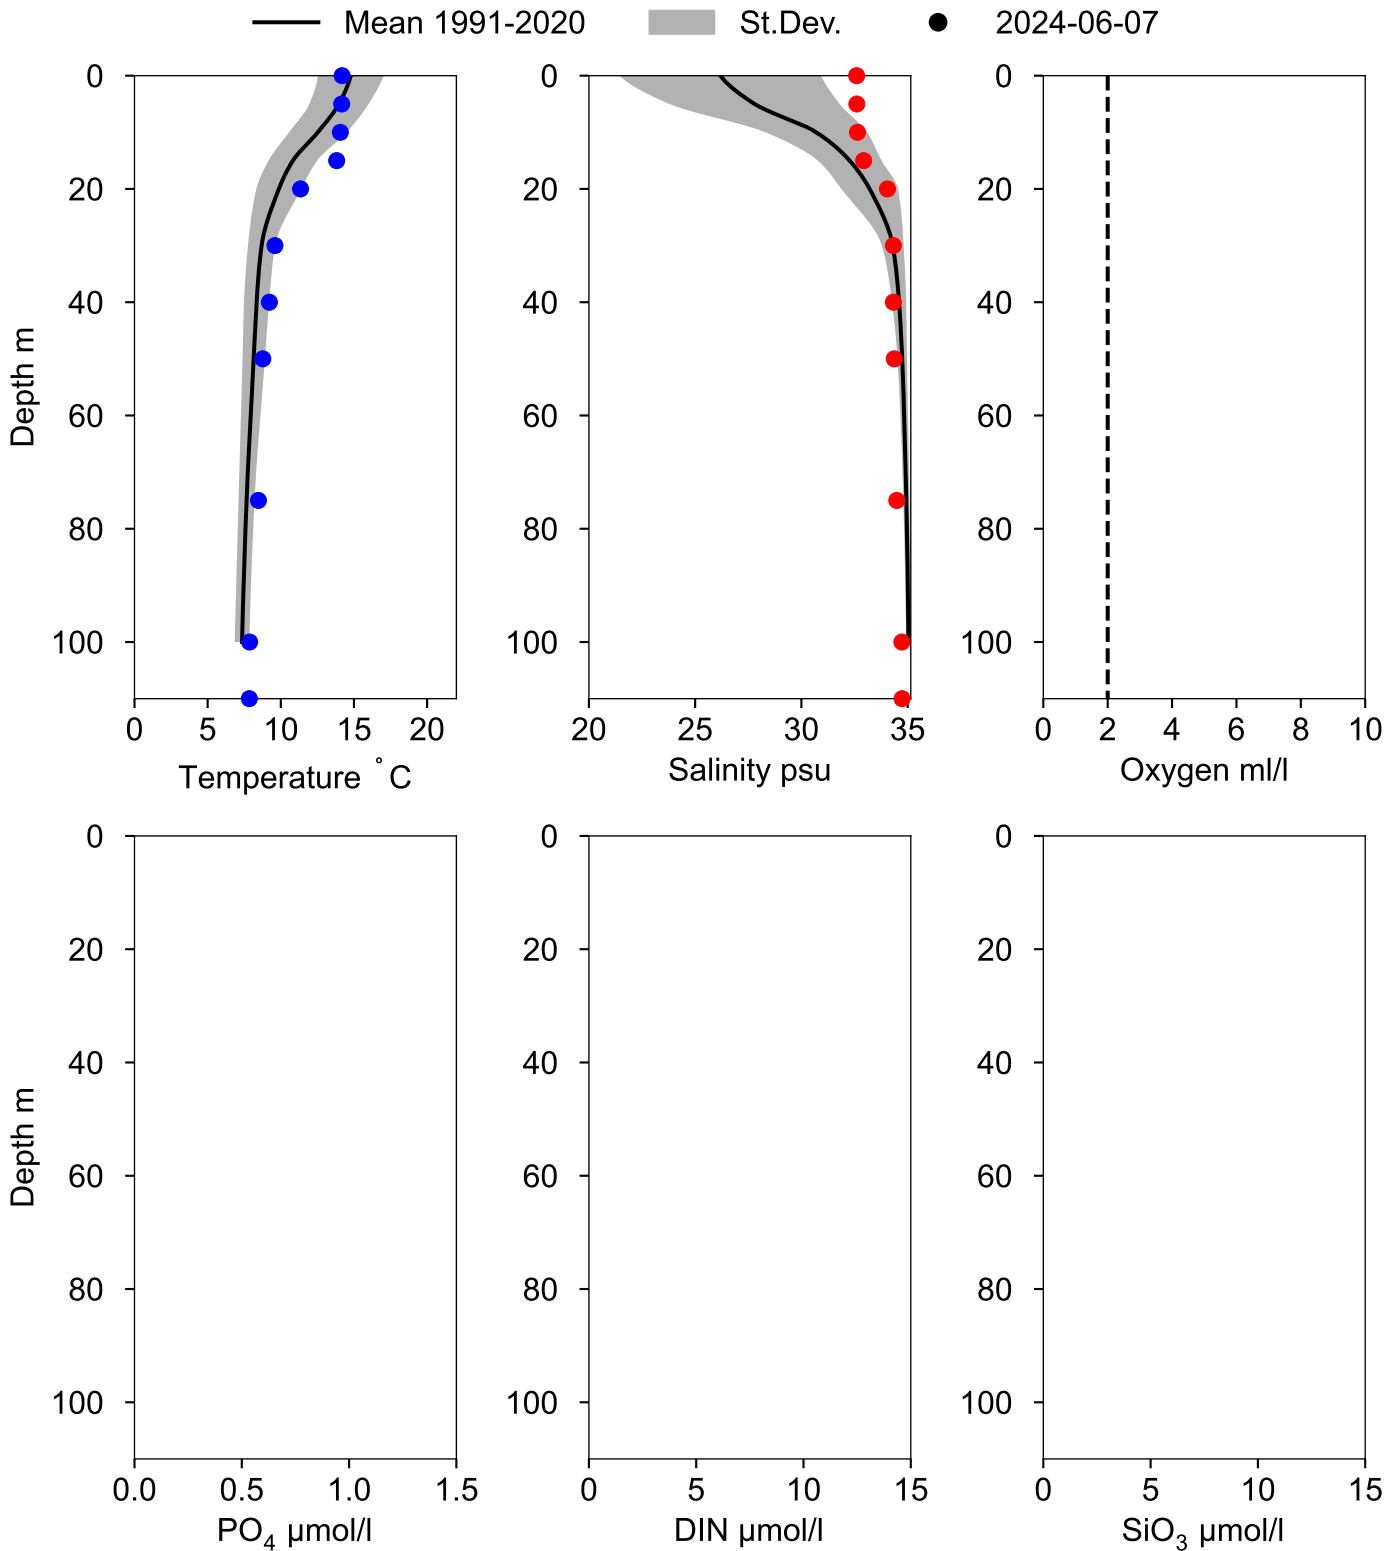 Mean 1991-2020 St.Dev. 2024-06-07
0 0 0
20 20 20
40 40 40
60 60 60
80 80 80
100 100 100
Depth m
0 5 10 15 20 20 25 30 35 0 2 4 6 8 10
Temperature °C Salinity psu Oxygen ml/l
0 0 0
20 20 20
40 40 40
60 60 60
80 80 80
100 100 100
Depth m
0.0 0.5 1.0 1.5 0 5 10 15 0 5 10 15
PO₄ µmol/l DIN µmol/l SiO₃ µmol/l